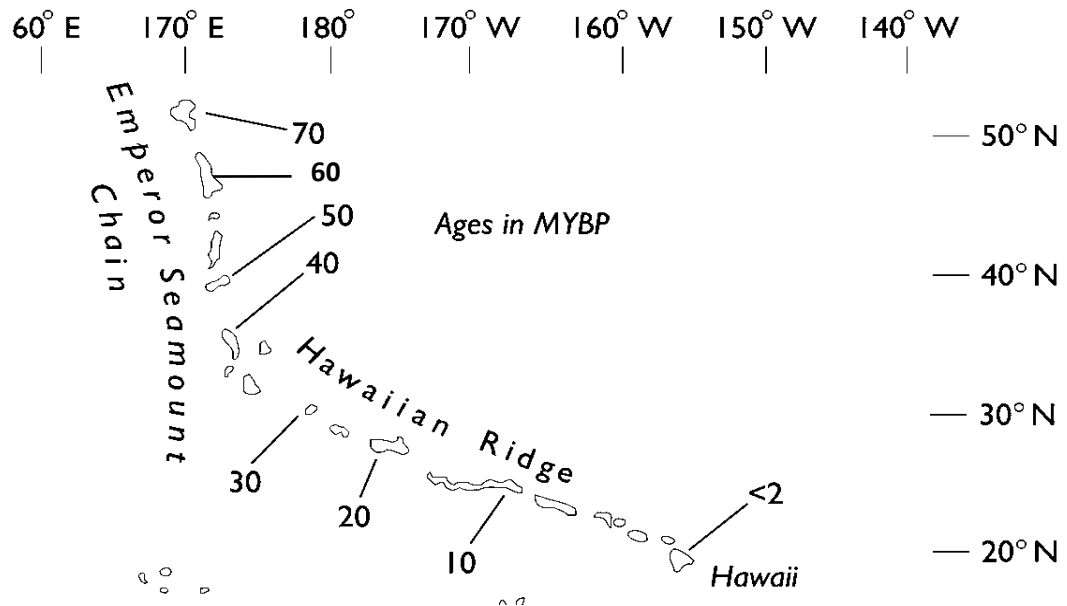 60° E 170° E 180° 170° W 160° W 150° W 140° W
50° N
40° N
30° N
20° N
Emperor Seamount
Chain
70
60
50
40
Ages in MYBP
Hawaiian Ridge
30
20
10
<2
Hawaii